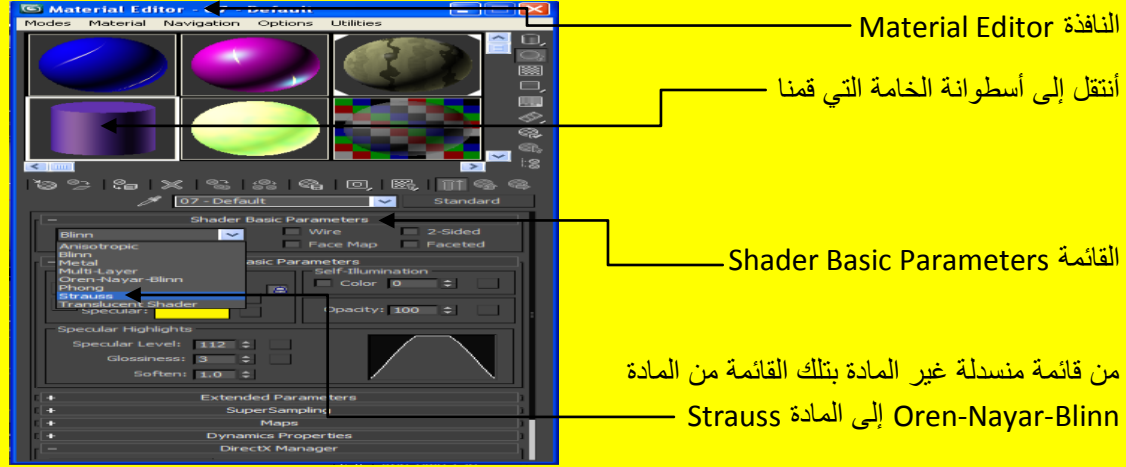 Material Editor - 07 - Default
Modes Material Navigation Options Utilities
07 - Default
Standard
Shader Basic Parameters
Blinn
Wire
2-Sided
Face Map
Faceted
Anisotropic
Blinn
Metal
Multi-Layer
Oren-Nayar-Blinn
Phong
Strauss
Translucent Shader
asic Parameters
Self-Illumination
Color 0
Specular:
Opacity: 100
Specular Highlights
Specular Level: 112
Glossiness: 3
Soften: 1.0
Extended Parameters
SuperSampling
Maps
Dynamics Properties
DirectX Manager
النافذة Material Editor
أنتقل إلى أسطوانة الخامة التي قمنا
القائمة Shader Basic Parameters
من قائمة منسدلة غير المادة بتلك القائمة من المادة
Oren-Nayar-Blinn إلى المادة Strauss